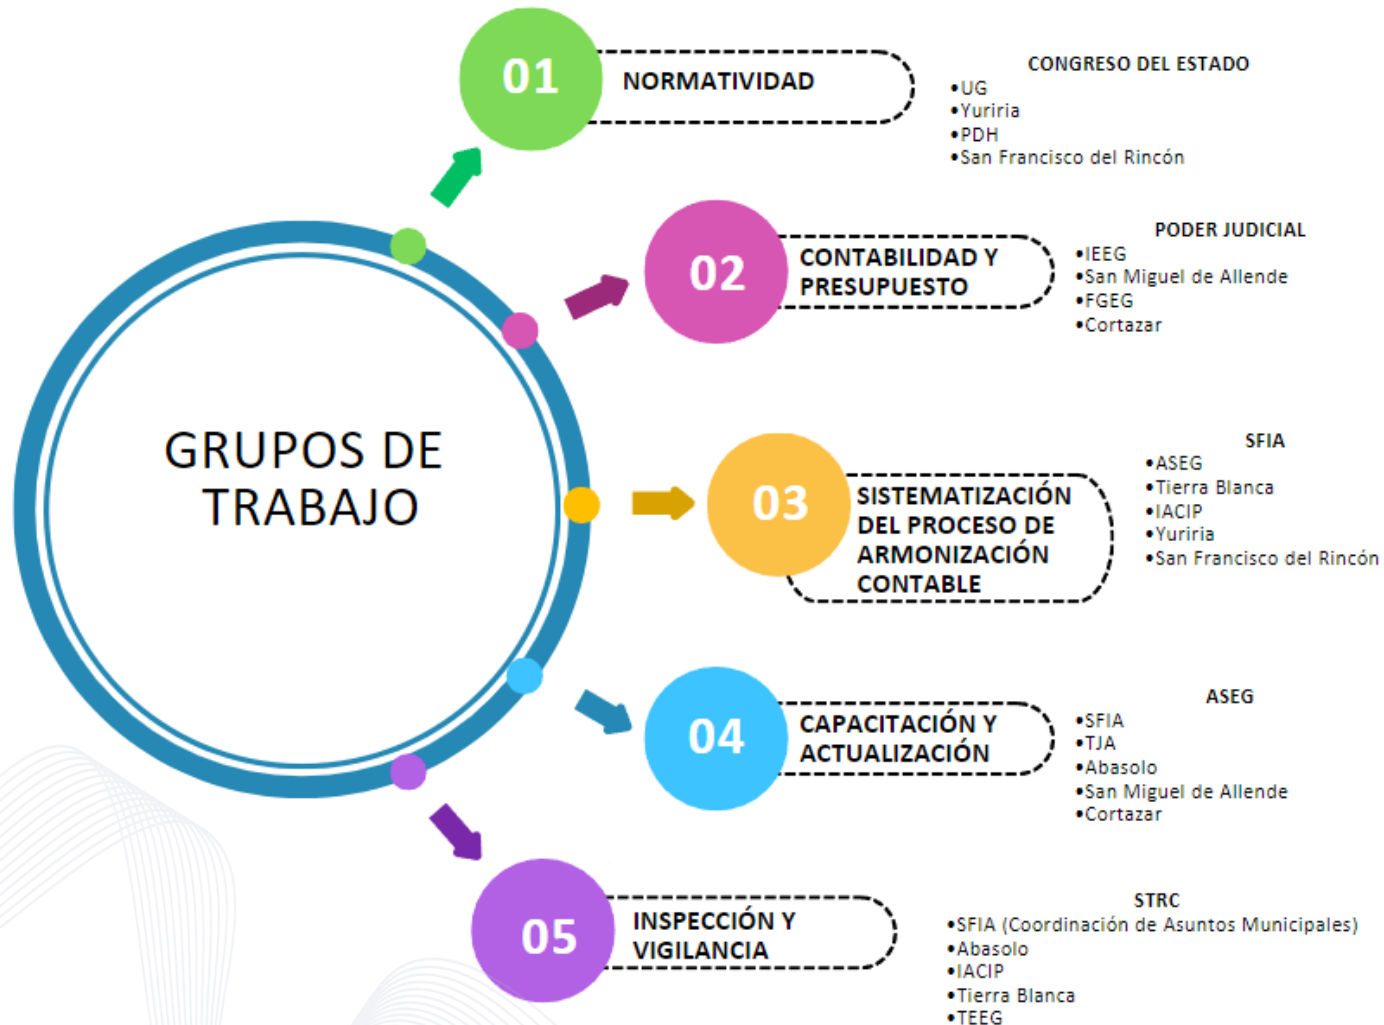 GRUPOS DE
TRABAJO
01
NORMATIVIDAD
CONGRESO DEL ESTADO
•UG
•Yuriria
•PDH
•San Francisco del Rincón
02
CONTABILIDAD Y
PRESUPUESTO
PODER JUDICIAL
•IEEG
•San Miguel de Allende
•FGEG
•Cortazar
03
SISTEMATIZACIÓN
DEL PROCESO DE
ARMONIZACIÓN
CONTABLE
SFIA
•ASEG
•Tierra Blanca
•IACIP
•Yuriria
•San Francisco del Rincón
04
CAPACITACIÓN Y
ACTUALIZACIÓN
ASEG
•SFIA
•TJA
•Abasolo
•San Miguel de Allende
•Cortazar
05
INSPECCIÓN Y
VIGILANCIA
STRC
•SFIA (Coordinación de Asuntos Municipales)
•Abasolo
•IACIP
•Tierra Blanca
•TEEG